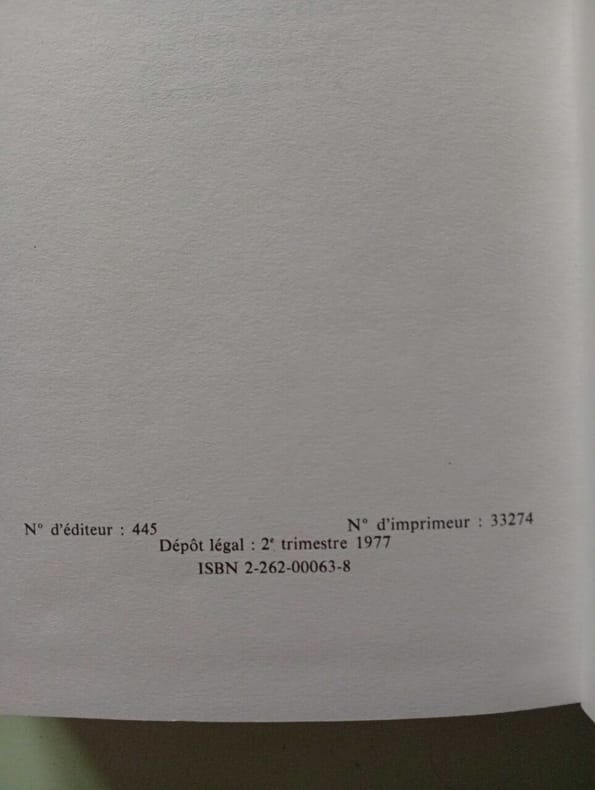 N° d'éditeur : 445 N° d'imprimeur : 33274
Dépôt légal : 2e trimestre 1977
ISBN 2-262-00063-8